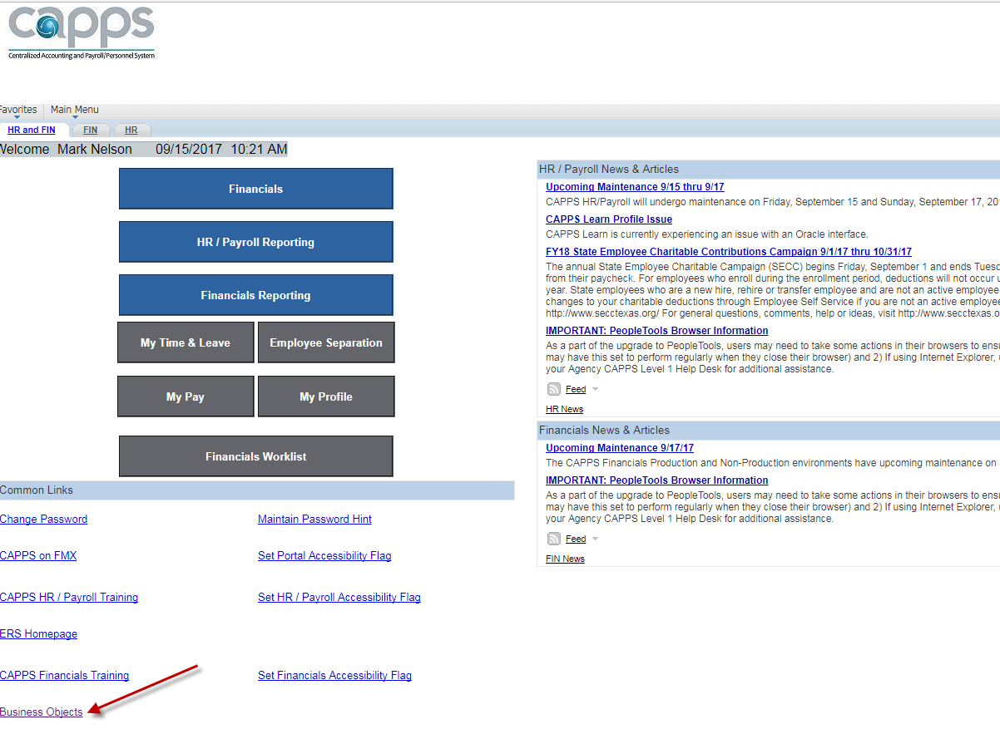 capps
Centralized Accounting and Payroll/Personnel System
Favorites Main Menu
HR and FIN FIN HR
Welcome Mark Nelson 09/15/2017 10:21 AM
Financials
HR / Payroll Reporting
Financials Reporting
My Time & Leave Employee Separation
My Pay My Profile
Financials Worklist
Common Links
Change Password Maintain Password Hint
CAPPS on FMX Set Portal Accessibility Flag
CAPPS HR / Payroll Training Set HR / Payroll Accessibility Flag
ERS Homepage
CAPPS Financials Training Set Financials Accessibility Flag
Business Objects
HR / Payroll News & Articles
Upcoming Maintenance 9/15 thru 9/17
CAPPS HR/Payroll will undergo maintenance on Friday, September 15 and Sunday, September 17, 20
CAPPS Learn Profile Issue
CAPPS Learn is currently experiencing an issue with an Oracle interface.
FY18 State Employee Charitable Contributions Campaign 9/1/17 thru 10/31/17
The annual State Employee Charitable Campaign (SECC) begins Friday, September 1 and ends Tuesd
from their paycheck. For employees who enroll during the enrollment period, deductions will not occur u
year. State employees who are a new hire, rehire or transfer employee and are not an active employee
changes to your charitable deductions through Employee Self Service if you are not an active employee
http://www.secctexas.org/ For general questions, comments, help or ideas, visit http://www.secctexas.o
IMPORTANT: PeopleTools Browser Information
As a part of the upgrade to PeopleTools, users may need to take some actions in their browsers to ensu
may have this set to perform regularly when they close their browser) and 2) If using Internet Explorer, u
your Agency CAPPS Level 1 Help Desk for additional assistance.
Feed
HR News
Financials News & Articles
Upcoming Maintenance 9/17/17
The CAPPS Financials Production and Non-Production environments have upcoming maintenance on
IMPORTANT: PeopleTools Browser Information
As a part of the upgrade to PeopleTools, users may need to take some actions in their browsers to ensu
may have this set to perform regularly when they close their browser) and 2) If using Internet Explorer, u
your Agency CAPPS Level 1 Help Desk for additional assistance.
Feed
FIN News